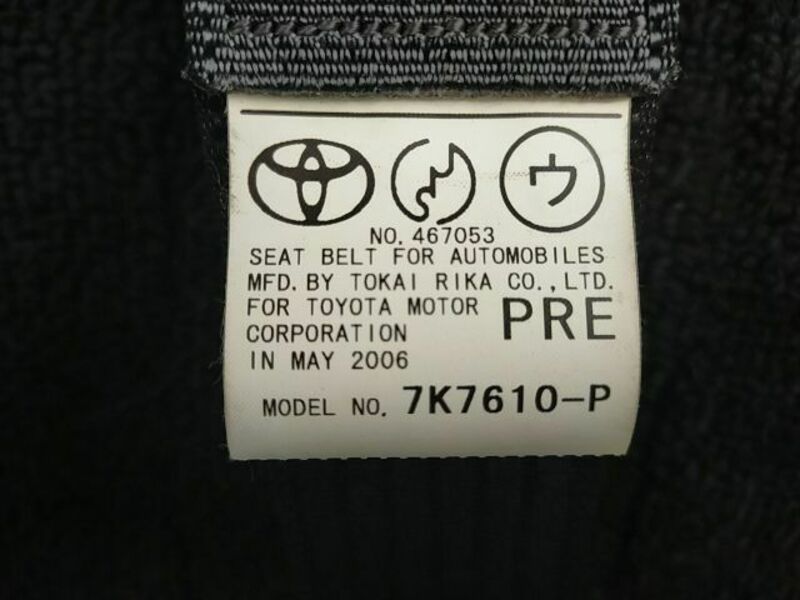 ウ
NO. 467053
SEAT BELT FOR AUTOMOBILES
MFD. BY TOKAI RIKA CO., LTD.
FOR TOYOTA MOTOR
CORPORATION
PRE
IN MAY 2006
MODEL NO. 7K7610-P